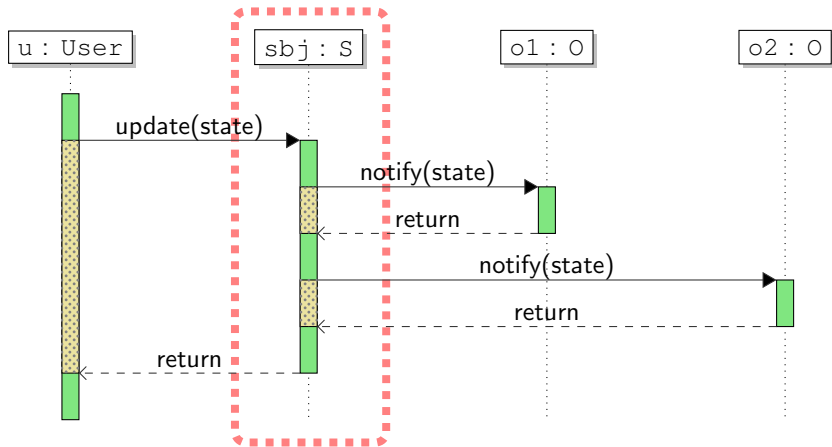 u : User
sbj : S
o1 : O
o2 : O
update(state)
notify(state)
return
notify(state)
return
return